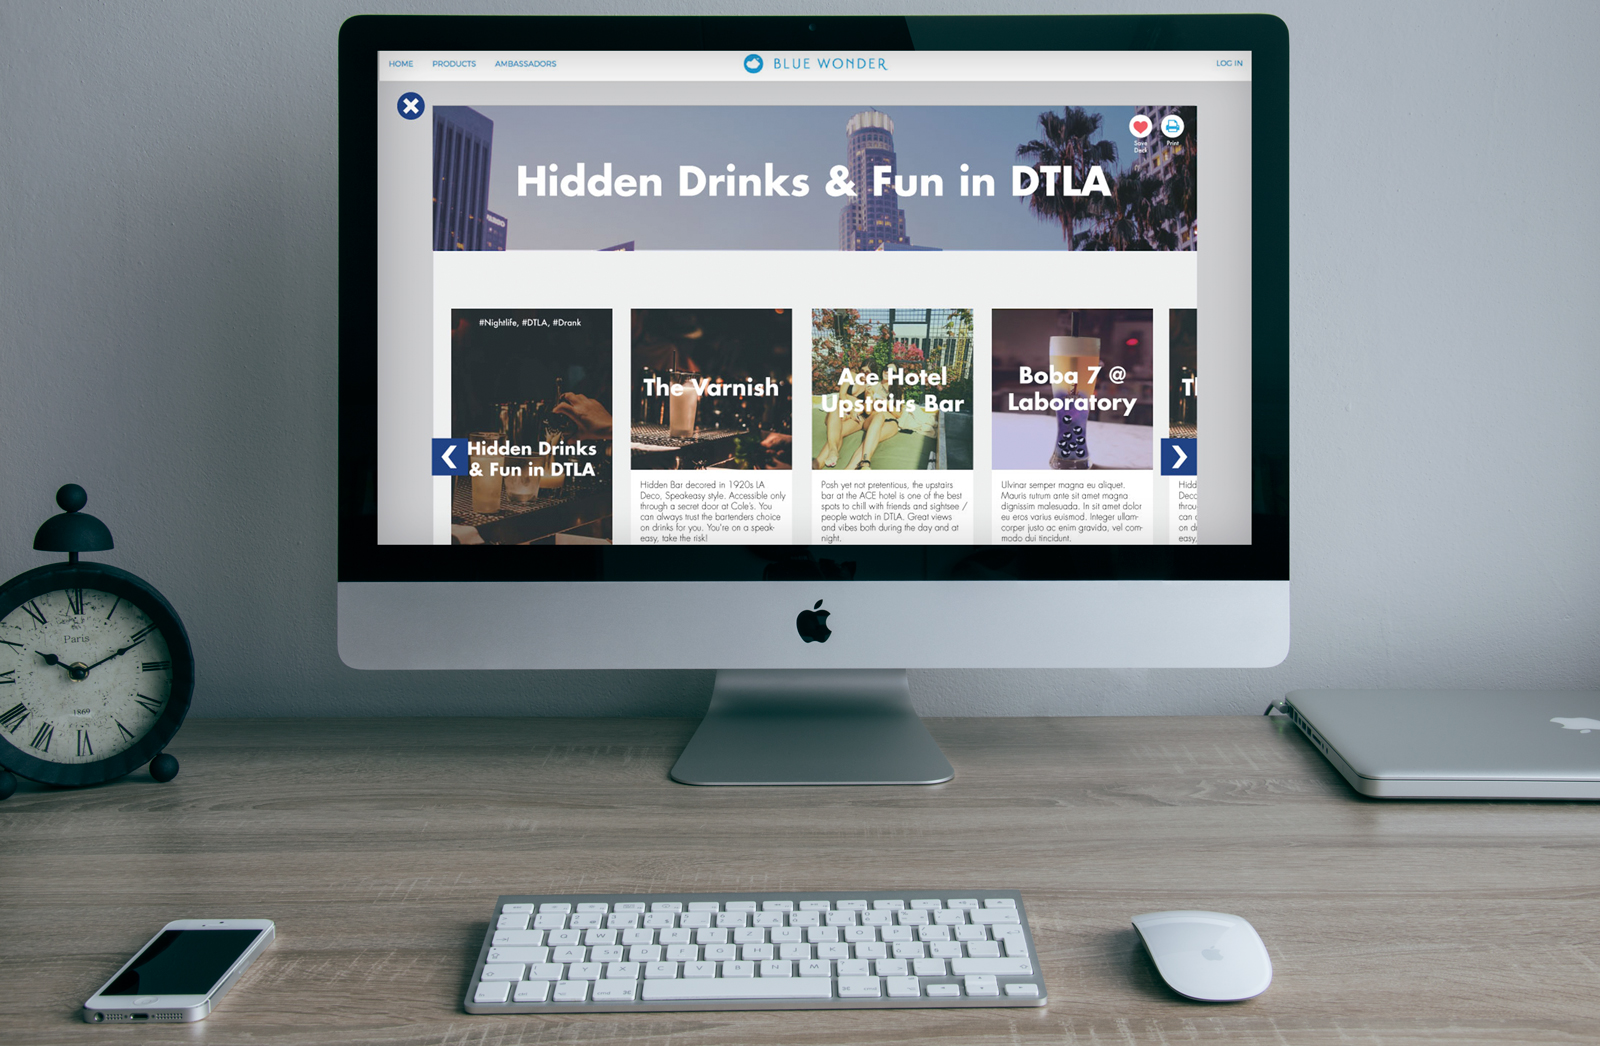 HOME PRODUCTS AMBASSADORS BLUE WONDER LOG IN
Hidden Drinks & Fun in DTLA
Save
Deck
Print
#Nightlife, #DTLA, #Drank
Hidden Drinks
& Fun in DTLA
The Varnish
Hidden Bar decored in 1920s LA
Deco, Speakeasy style. Accessible only
through a secret door at Cole's. You
can always trust the bartenders choice
on drinks for you. You're on a speak-
easy, take the risk!
Ace Hotel
Upstairs Bar
Posh yet not pretentious, the upstairs
bar at the ACE hotel is one of the best
spots to chill with friends and sightsee /
people watch in DTLA. Great views
and vibes both during the day and at
night.
Boba 7 @
Laboratory
Ulvinar semper magna eu aliquet.
Mauris rutrum ante sit amet magna
dignissim malesuada. In sit amet dolor
eu eros varius euismod. Integer ullam-
corper justo ac enim gravida, vel com-
modo dui tincidunt.
Hidd
Deco
throu
can c
on d
easy,
Paris
1869
Q W E R T Z U I O P
A S D F G H J K L
Y X C V B N M